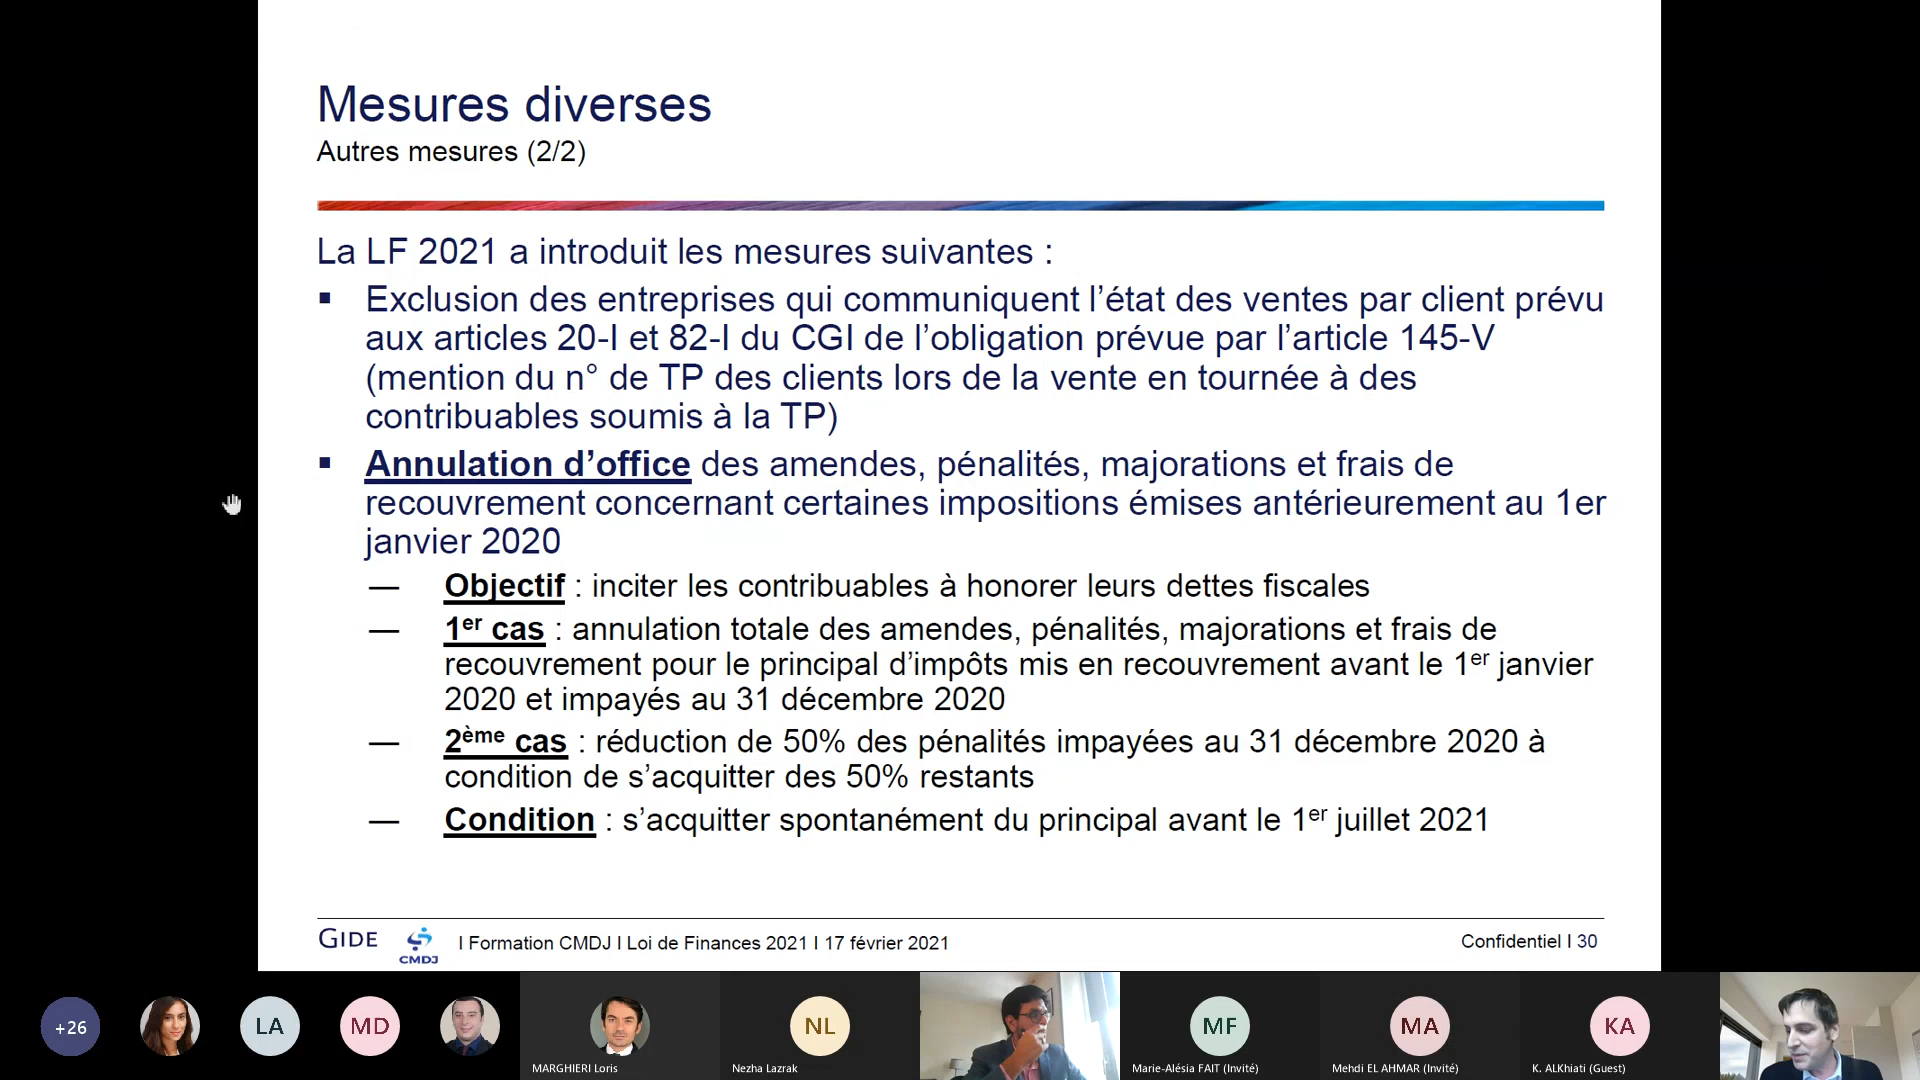 Mesures diverses
Autres mesures (2/2)
La LF 2021 a introduit les mesures suivantes :
▪ Exclusion des entreprises qui communiquent l’état des ventes par client prévu
aux articles 20-I et 82-I du CGI de l’obligation prévue par l’article 145-V
(mention du n° de TP des clients lors de la vente en tournée à des
contribuables soumis à la TP)
▪ Annulation d’office des amendes, pénalités, majorations et frais de
recouvrement concernant certaines impositions émises antérieurement au 1er
janvier 2020
— Objectif : inciter les contribuables à honorer leurs dettes fiscales
— 1er cas : annulation totale des amendes, pénalités, majorations et frais de
recouvrement pour le principal d’impôts mis en recouvrement avant le 1er janvier
2020 et impayés au 31 décembre 2020
— 2ème cas : réduction de 50% des pénalités impayées au 31 décembre 2020 à
condition de s’acquitter des 50% restants
— Condition : s’acquitter spontanément du principal avant le 1er juillet 2021
GIDE CMDJ I Formation CMDJ I Loi de Finances 2021 I 17 février 2021
Confidentiel I 30
+26
LA
MD
MARGHIERI Loris
NL
Nezha Lazrak
MF
Marie-Alésia FAIT (Invité)
MA
Mehdi EL AHMAR (Invité)
KA
K. ALKhiati (Guest)